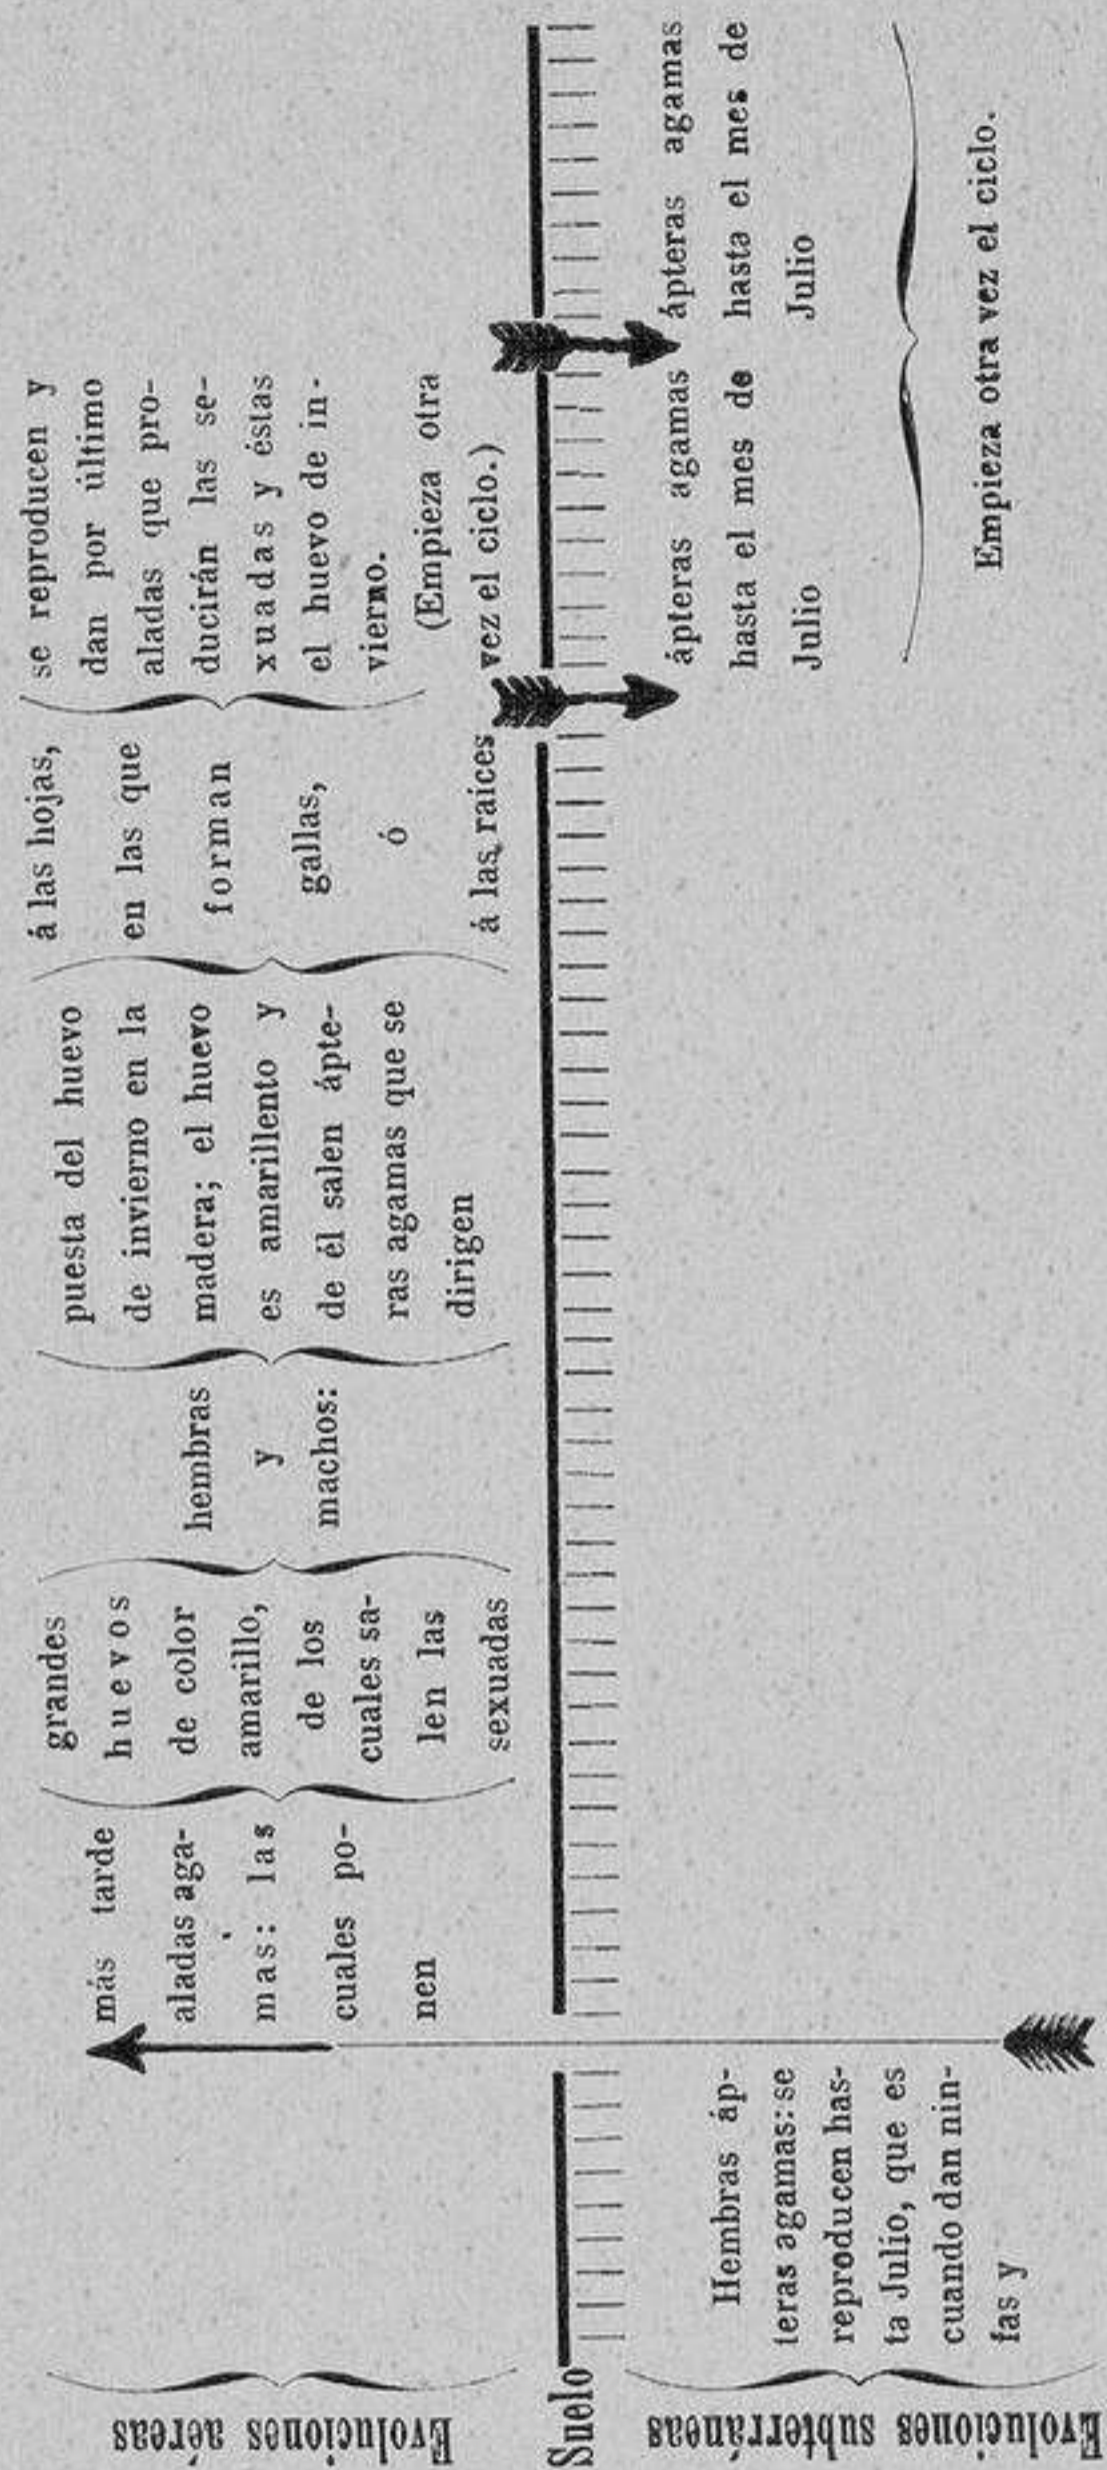 Evoluciones aéreas
más tarde
aladas aga-
mas: las
cuales po-
nen
grandes
huevos
de color
amarillo,
de los
cuales sa-
len las
sexuadas
hembras
y
machos:
puesta del huevo
de invierno en la
madera; el huevo
es amarillento y
de él salen ápte-
ras agamas que se
dirigen
á las hojas,
en las que
forman
gallas,
ó
á las raices
se reproducen y
dan por último
aladas que pro-
ducirán las se-
xuadas y éstas
el huevo de in-
vierno.
(Empieza otra
vez el ciclo.)
Suelo
Evoluciones subterráneas
Hembras áp-
teras agamas: se
reproducen has-
ta Julio, que es
cuando dan nin-
fas y
ápteras agamas
hasta el mes de
Julio
ápteras agamas
hasta el mes de
Julio
Empieza otra vez el ciclo.